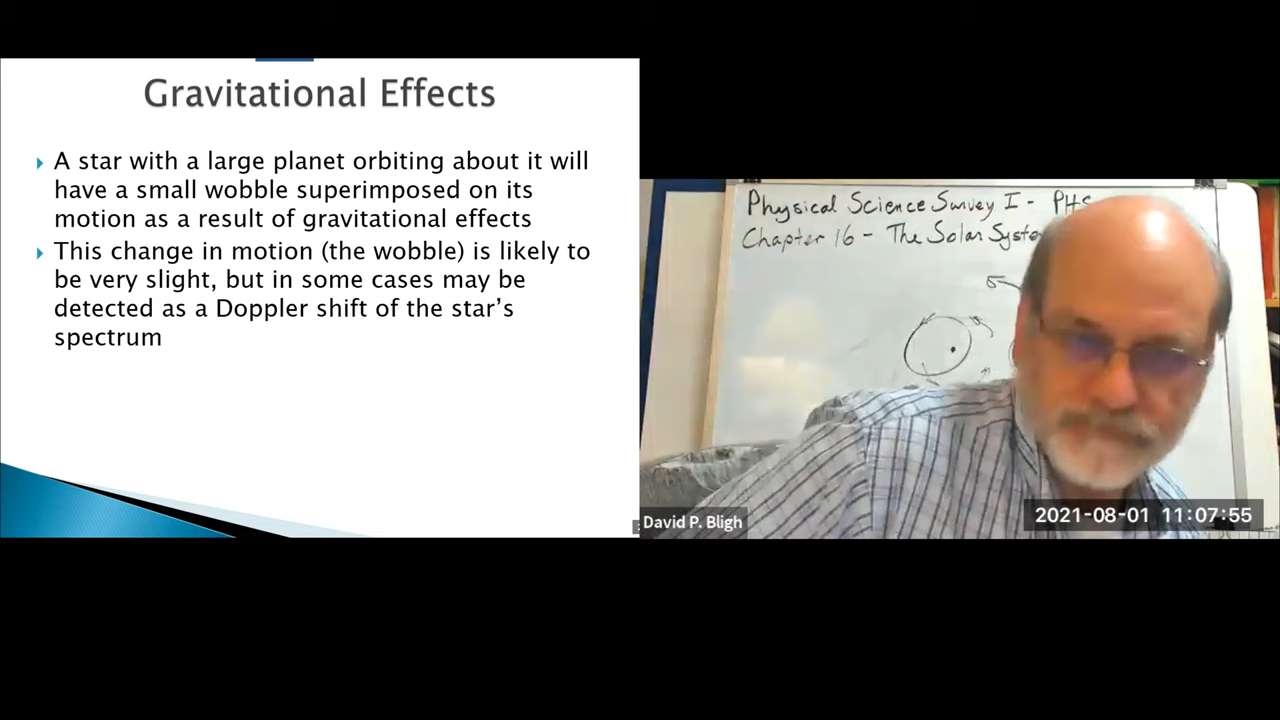 Gravitational Effects
A star with a large planet orbiting about it will
have a small wobble superimposed on its
motion as a result of gravitational effects
This change in motion (the wobble) is likely to
be very slight, but in some cases may be
detected as a Doppler shift of the star’s
spectrum
Physical Science Survey I - PHS
Chapter 16 - The Solar Syste
David P. Bligh
2021-08-01 11:07:55